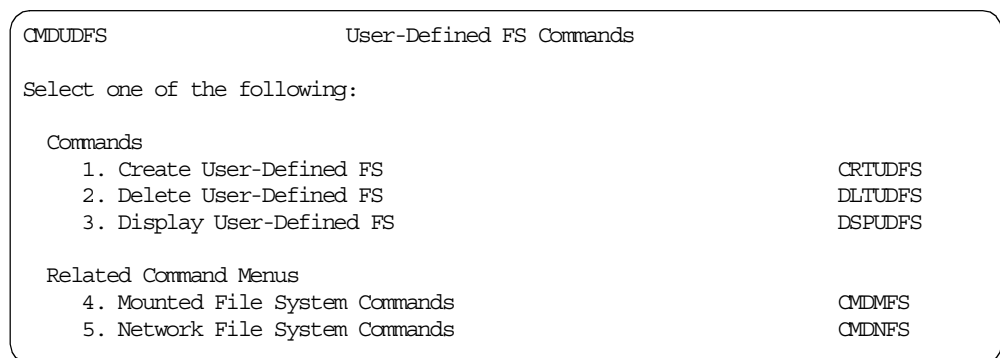 CMDUDFS User-Defined FS Commands
Select one of the following:
Commands
1. Create User-Defined FS CRTUDFS
2. Delete User-Defined FS DLTUDFS
3. Display User-Defined FS DSPUDFS
Related Command Menus
4. Mounted File System Commands CMDMFS
5. Network File System Commands CMDNFS